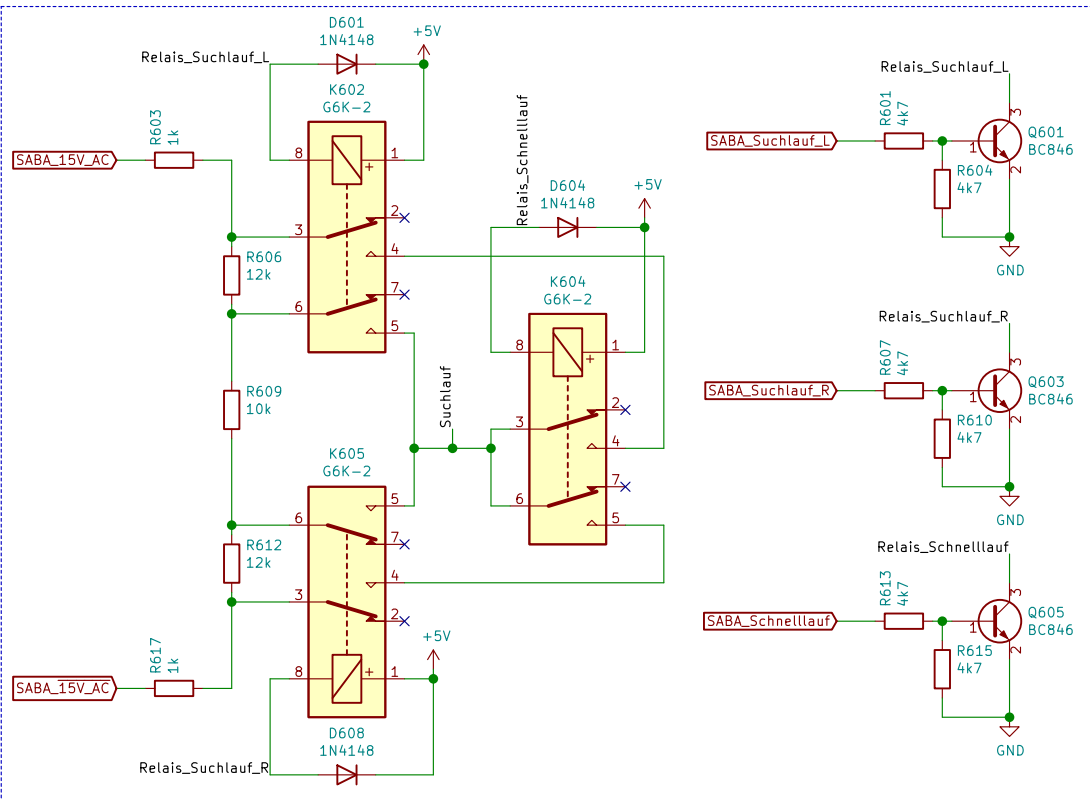 D601
1N4148
+5V
Relais_Suchlauf_L
K602
G6K-2
R603
1k
SABA_15V_AC
8
1
+
2
3
4
R606
12k
7
6
5
Relais_Schnelllauf
D604
1N4148
+5V
K604
G6K-2
8
1
+
2
3
4
7
6
5
R609
10k
Suchlauf
K605
G6K-2
5
6
7
R612
12k
4
3
2
R617
1k
+5V
SABA_15V_AC
8
1
+
D608
1N4148
Relais_Suchlauf_R
Relais_Suchlauf_L
R601
4k7
SABA_Suchlauf_L
3
Q601
BC846
1
2
R604
4k7
GND
Relais_Suchlauf_R
R607
4k7
SABA_Suchlauf_R
3
Q603
BC846
1
2
R610
4k7
GND
Relais_Schnelllauf
R613
4k7
SABA_Schnelllauf
3
Q605
BC846
1
2
R615
4k7
GND